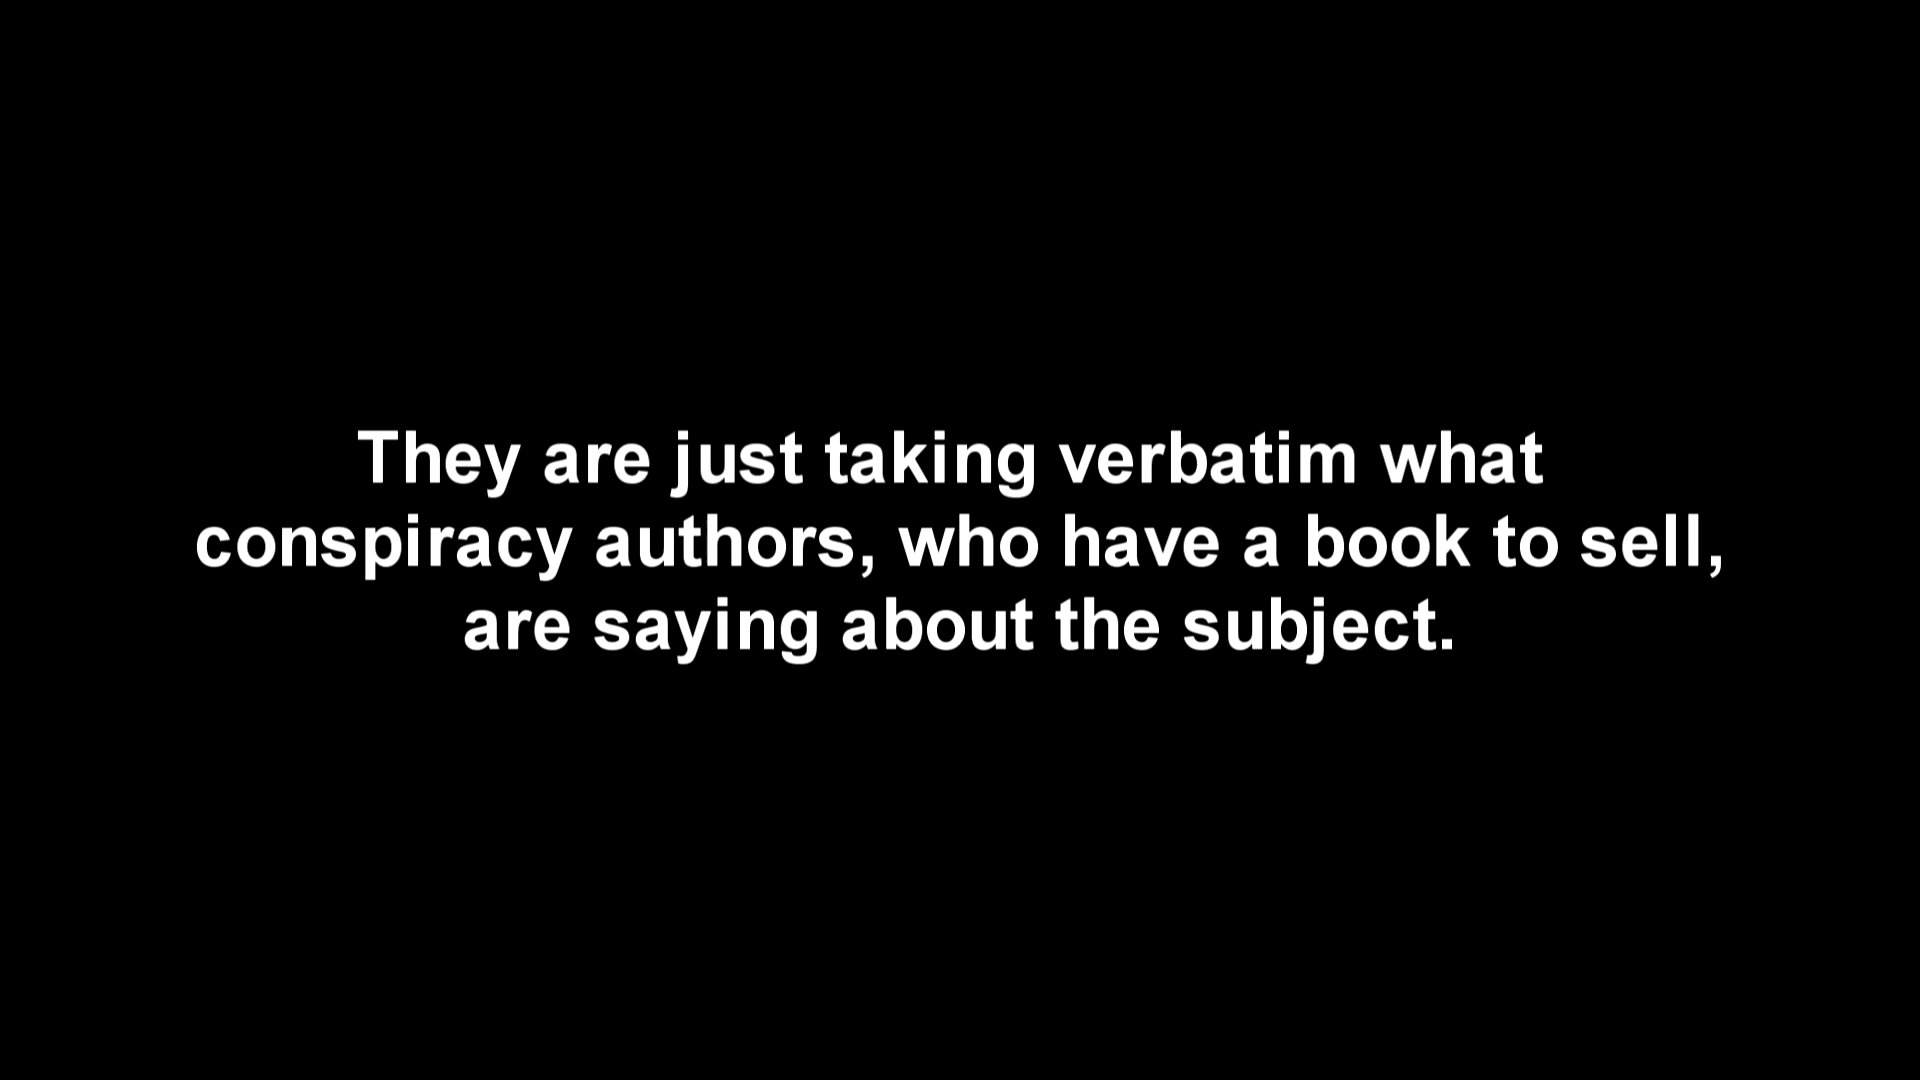 They are just taking verbatim what
conspiracy authors, who have a book to sell,
are saying about the subject.